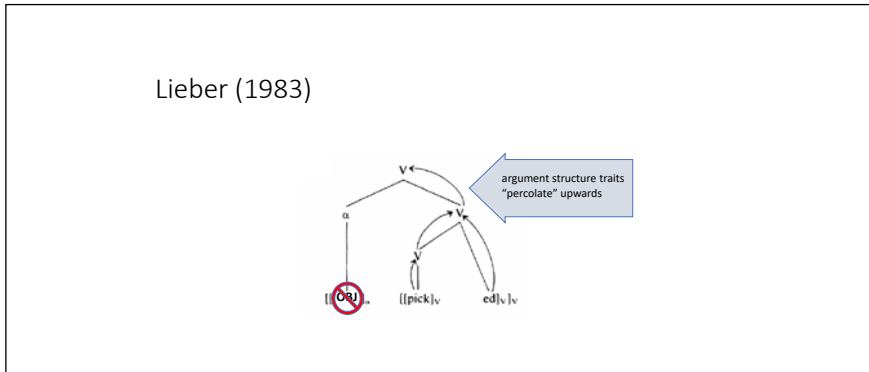 Lieber (1983)
argument structure traits
"percolate" upwards
V
α
V
V
[[OBJ]ₐ {[pick]ᵥ ed]ᵥ]ᵥ